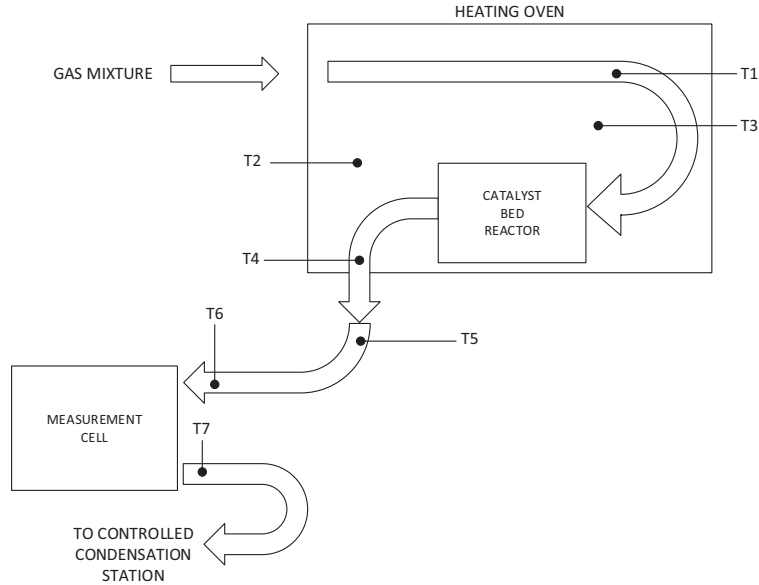 HEATING OVEN
GAS MIXTURE
T1
T3
T2
CATALYST
BED
REACTOR
T4
T6
T5
MEASUREMENT
CELL
T7
TO CONTROLLED
CONDENSATION
STATION